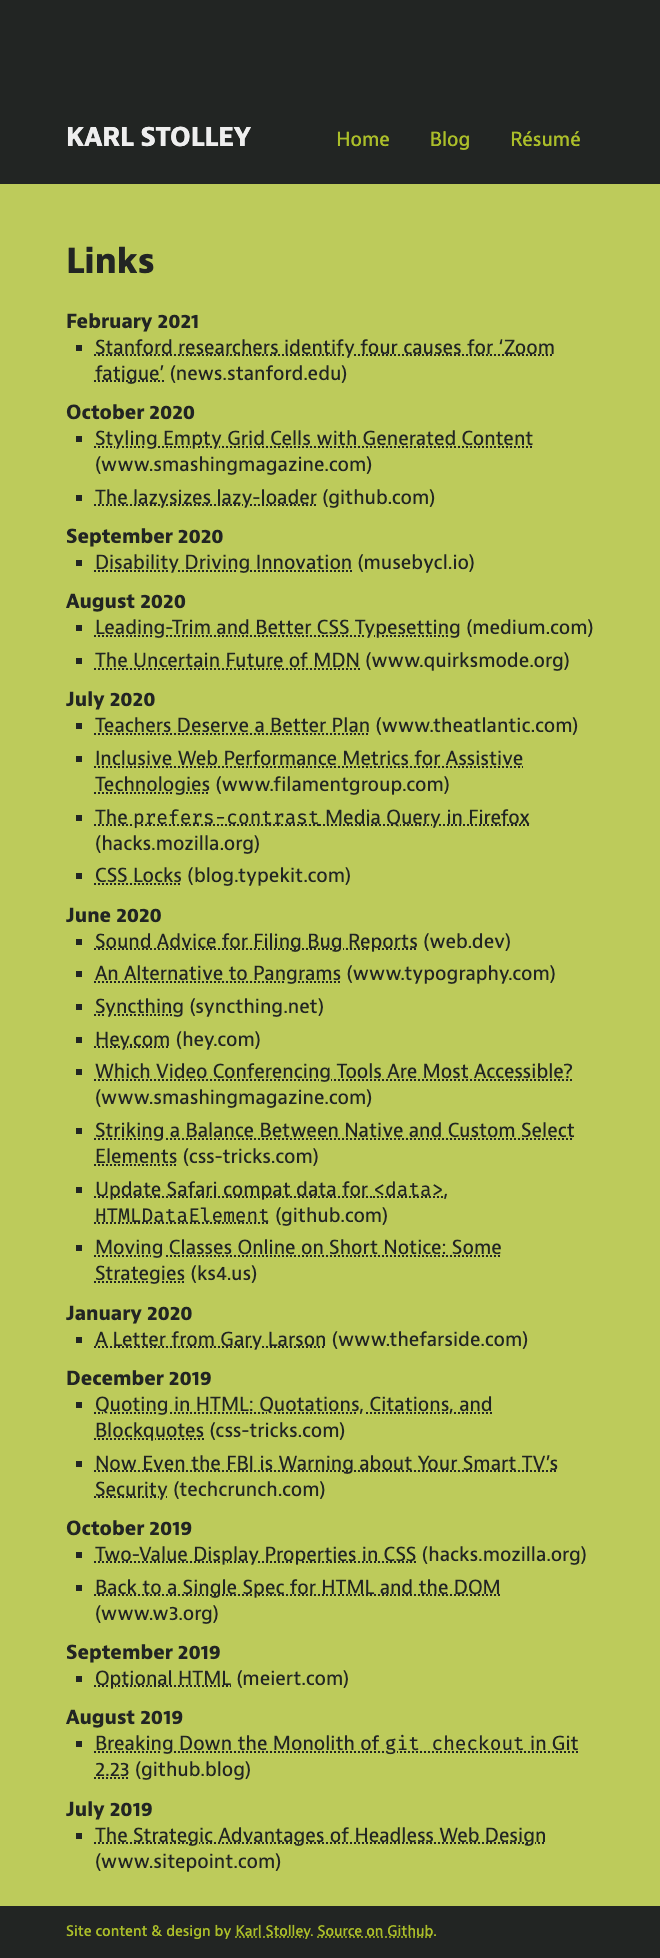 KARL STOLLEY
Home Blog Résumé
Links
February 2021
Stanford researchers identify four causes for ‘Zoom
fatigue’ (news.stanford.edu)
October 2020
Styling Empty Grid Cells with Generated Content
(www.smashingmagazine.com)
The lazysizes lazy-loader (github.com)
September 2020
Disability Driving Innovation (musebycl.io)
August 2020
Leading-Trim and Better CSS Typesetting (medium.com)
The Uncertain Future of MDN (www.quirksmode.org)
July 2020
Teachers Deserve a Better Plan (www.theatlantic.com)
Inclusive Web Performance Metrics for Assistive
Technologies (www.filamentgroup.com)
The prefers-contrast Media Query in Firefox
(hacks.mozilla.org)
CSS Locks (blog.typekit.com)
June 2020
Sound Advice for Filing Bug Reports (web.dev)
An Alternative to Pangrams (www.typography.com)
Syncthing (syncthing.net)
Hey.com (hey.com)
Which Video Conferencing Tools Are Most Accessible?
(www.smashingmagazine.com)
Striking a Balance Between Native and Custom Select
Elements (css-tricks.com)
Update Safari compat data for <data>,
HTMLDataElement (github.com)
Moving Classes Online on Short Notice: Some
Strategies (ks4.us)
January 2020
A Letter from Gary Larson (www.thefarside.com)
December 2019
Quoting in HTML: Quotations, Citations, and
Blockquotes (css-tricks.com)
Now Even the FBI is Warning about Your Smart TV’s
Security (techcrunch.com)
October 2019
Two-Value Display Properties in CSS (hacks.mozilla.org)
Back to a Single Spec for HTML and the DOM
(www.w3.org)
September 2019
Optional HTML (meiert.com)
August 2019
Breaking Down the Monolith of git checkout in Git
2.23 (github.blog)
July 2019
The Strategic Advantages of Headless Web Design
(www.sitepoint.com)
Site content & design by Karl Stolley. Source on Github.